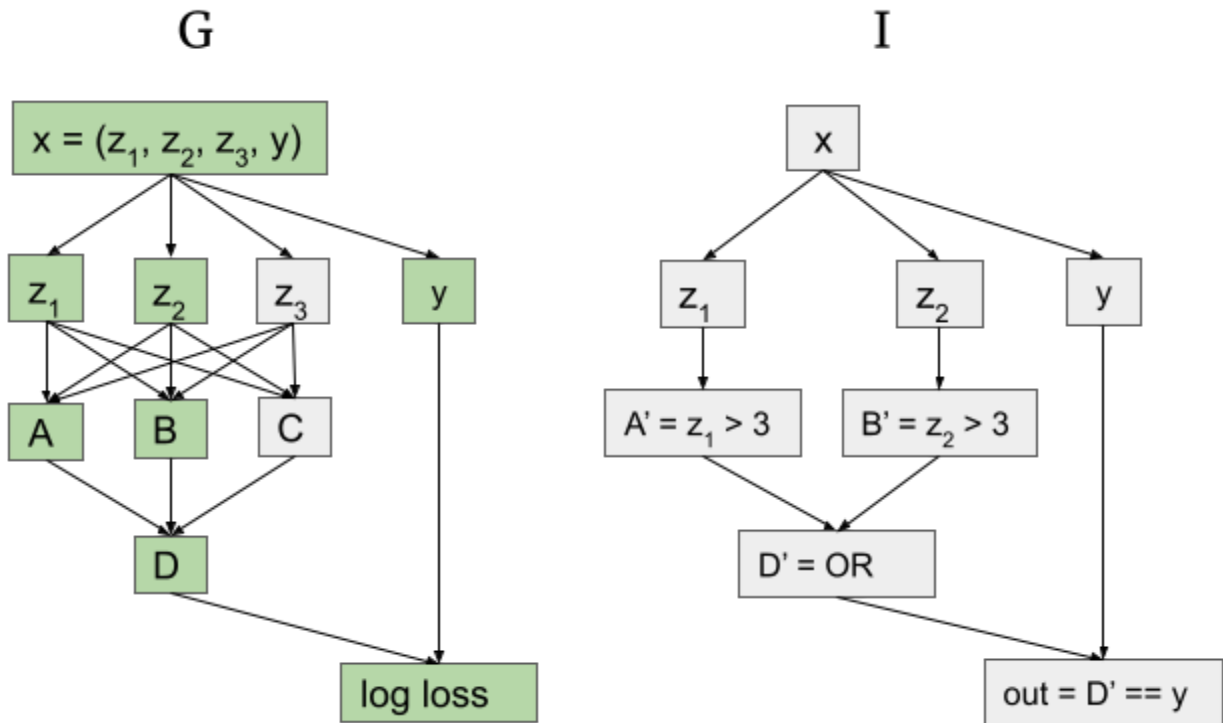 G
I
x = (z₁, z₂, z₃, y)
x
z₁
z₂
z₃
y
z₁
z₂
y
A
B
C
A’ = z₁ > 3
B’ = z₂ > 3
D
D’ = OR
log loss
out = D’ == y